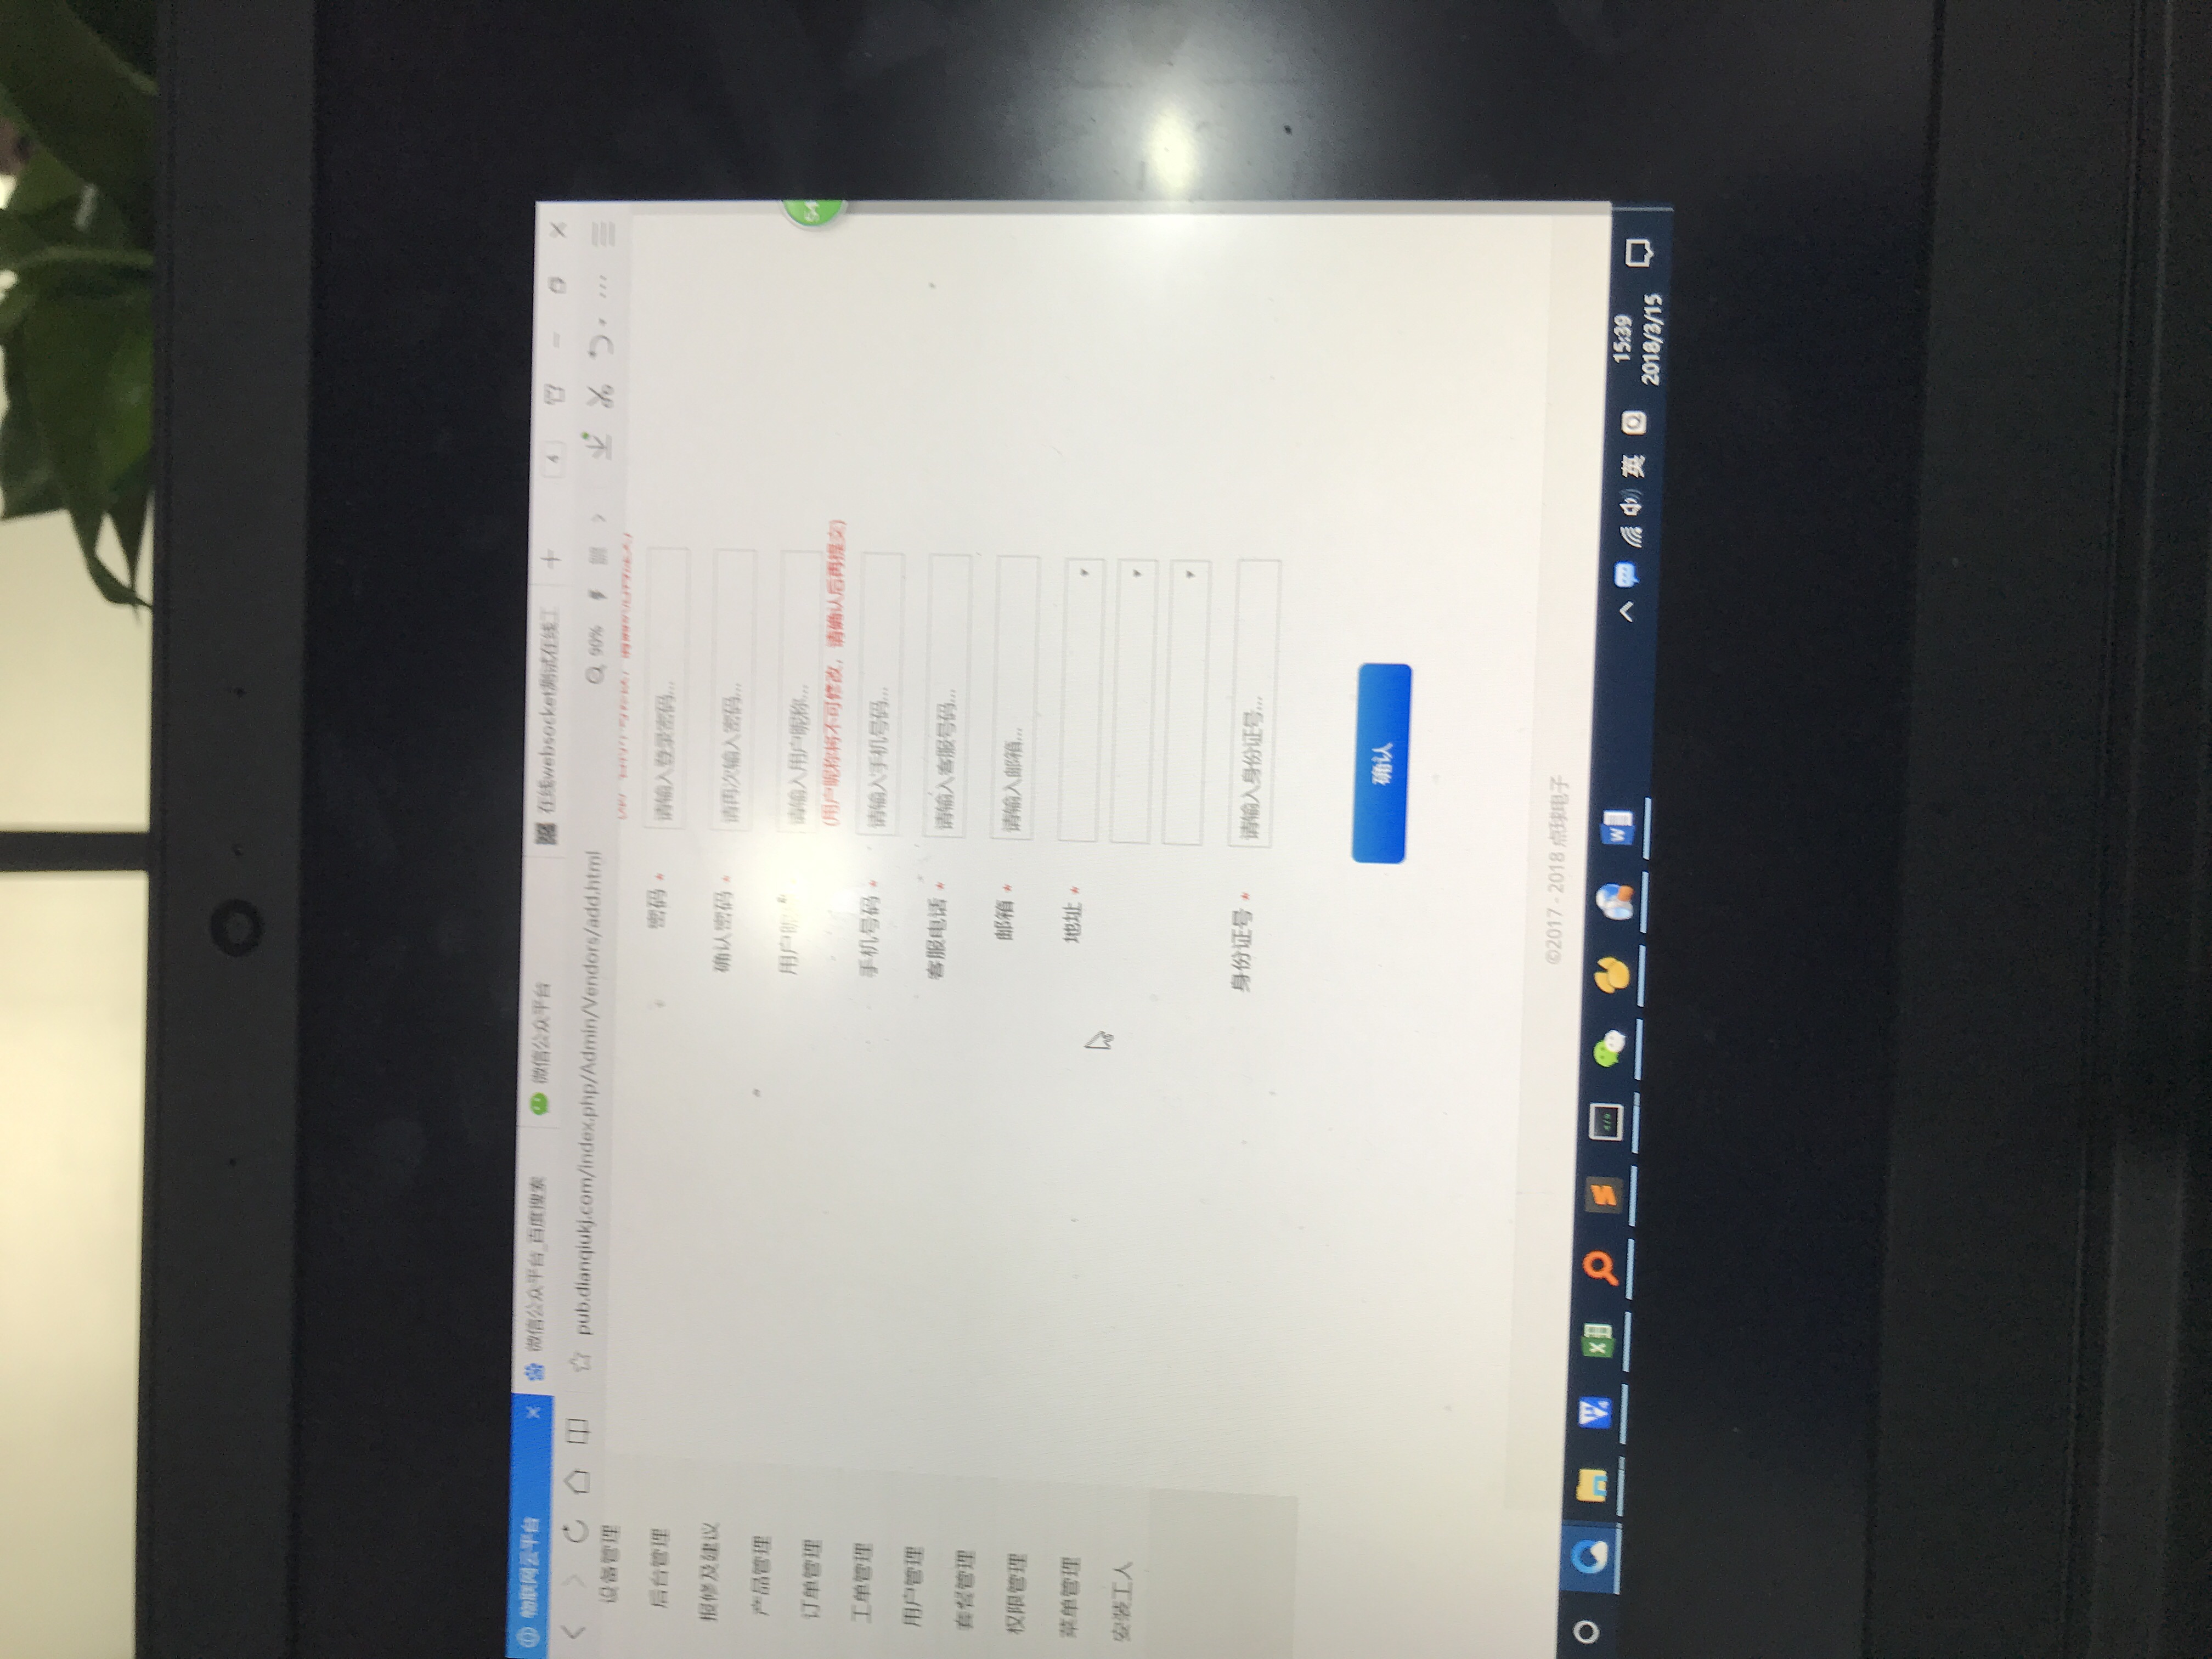 物联网云平台
微信公众平台_百度搜索
微信公众平台
在线websocket测试在线工
4
pub.dianqiukj.com/index.php/Admin/Vendors/add.html
90%
设备管理
后台管理
报修及建议
产品管理
订单管理
工单管理
用户管理
套餐管理
权限管理
菜单管理
安装工人
密码 *
请输入登录密码...
确认密码 *
请再次输入密码...
用户昵
请输入用户昵称...
(用户昵称将不可修改，请确认后再提交)
手机号码 *
请输入手机号码...
客服电话 *
请输入客服号码...
邮箱 *
请输入邮箱...
地址 *
身份证号 *
请输入身份证号...
确认
54
©2017 - 2018 点球电子
英
15:39
2018/3/15